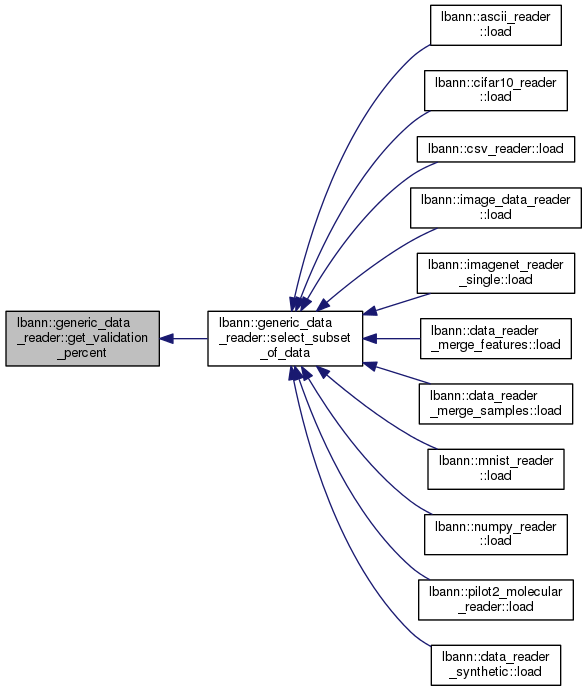 lbann::generic_data
_reader::get_validation
_percent
lbann::generic_data
_reader::select_subset
_of_data
lbann::ascii_reader
::load
lbann::cifar10_reader
::load
lbann::csv_reader::load
lbann::image_data_reader
::load
lbann::imagenet_reader
_single::load
lbann::data_reader
_merge_features::load
lbann::data_reader
_merge_samples::load
lbann::mnist_reader
::load
lbann::numpy_reader
::load
lbann::pilot2_molecular
_reader::load
lbann::data_reader
_synthetic::load